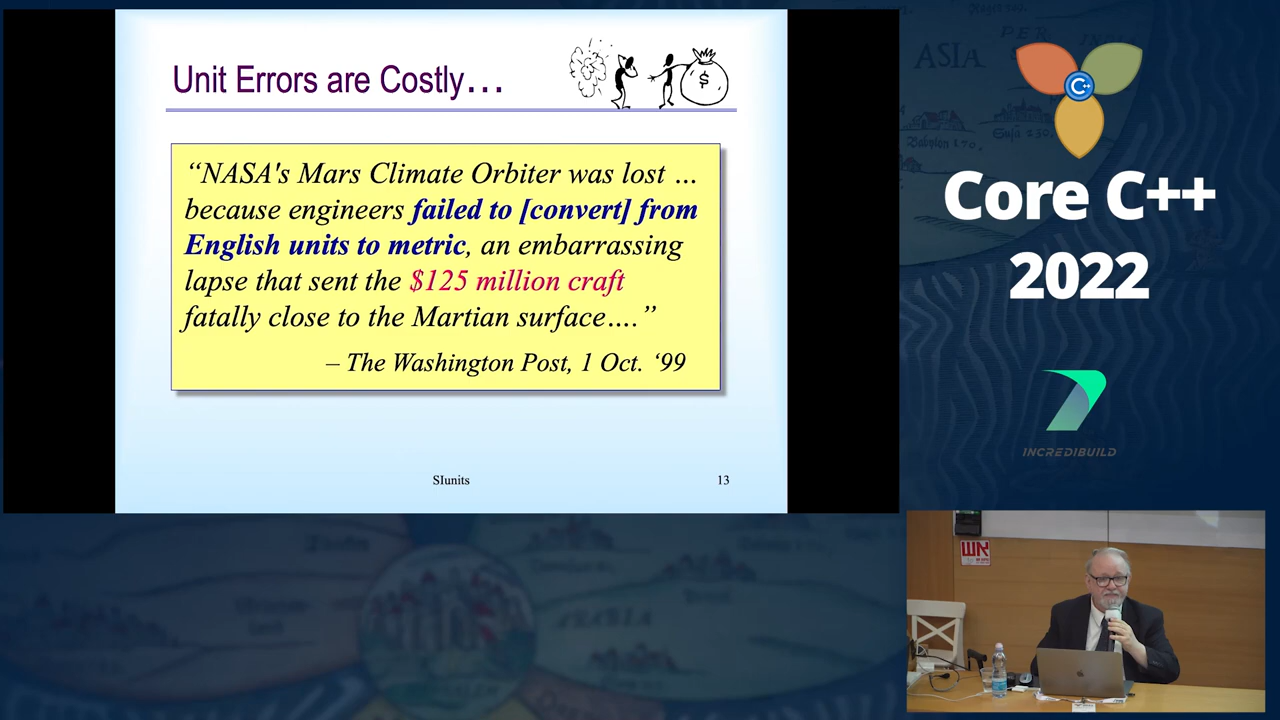 Unit Errors are Costly…
$
“NASA's Mars Climate Orbiter was lost …
because engineers failed to [convert] from
English units to metric, an embarrassing
lapse that sent the $125 million craft
fatally close to the Martian surface….”
– The Washington Post, 1 Oct. ‘99
SIunits
13
ASIA
C++
Core C++
2022
INCREDIBUILD
אש